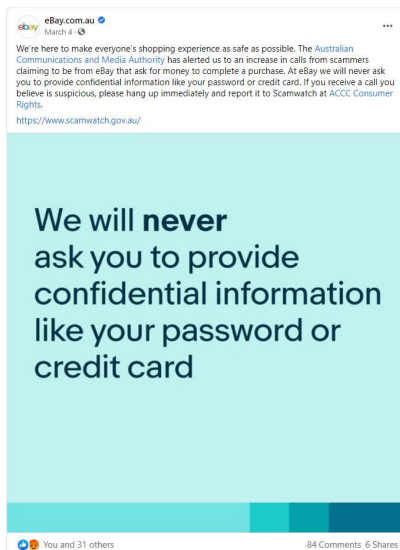 ebay
eBay.com.au
March 4 ·
We're here to make everyone's shopping experience as safe as possible. The Australian
Communications and Media Authority has alerted us to an increase in calls from scammers
claiming to be from eBay that ask for money to complete a purchase. At eBay we will never ask
you to provide confidential information like your password or credit card. If you receive a call you
believe is suspicious, please hang up immediately and report it to Scamwatch at ACCC Consumer
Rights.
https://www.scamwatch.gov.au/
We will never
ask you to provide
confidential information
like your password or
credit card
You and 31 others
84 Comments 6 Shares